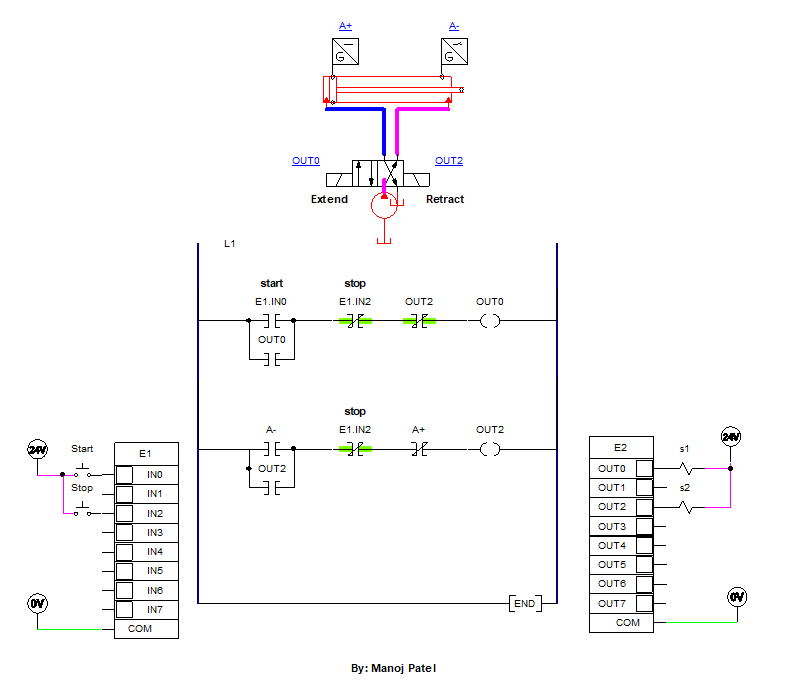 A+ A-
G G
OUT0 OUT2
Extend Retract
L1
start stop
E1.IN0 E1.IN2 OUT2 OUT0
OUT0
stop
A- E1.IN2 A+ OUT2
OUT2
24V Start E1
IN0
Stop IN1
IN2
IN3
IN4
IN5
IN6
0V IN7
COM
END
E2 s1 24V
OUT0
OUT1 s2
OUT2
OUT3
OUT4
OUT5
OUT6
OUT7 0V
COM
By: Manoj Patel